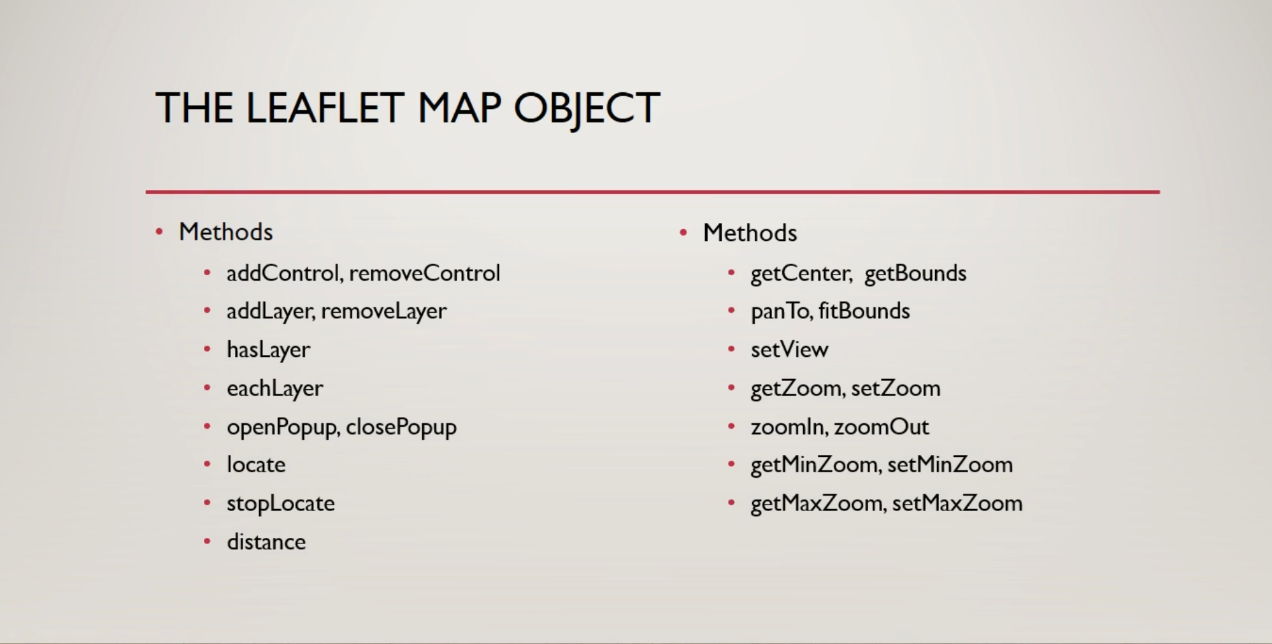 THE LEAFLET MAP OBJECT
• Methods
• addControl, removeControl
• addLayer, removeLayer
• hasLayer
• eachLayer
• openPopup, closePopup
• locate
• stopLocate
• distance
• Methods
• getCenter,  getBounds
• panTo, fitBounds
• setView
• getZoom, setZoom
• zoomIn, zoomOut
• getMinZoom, setMinZoom
• getMaxZoom, setMaxZoom